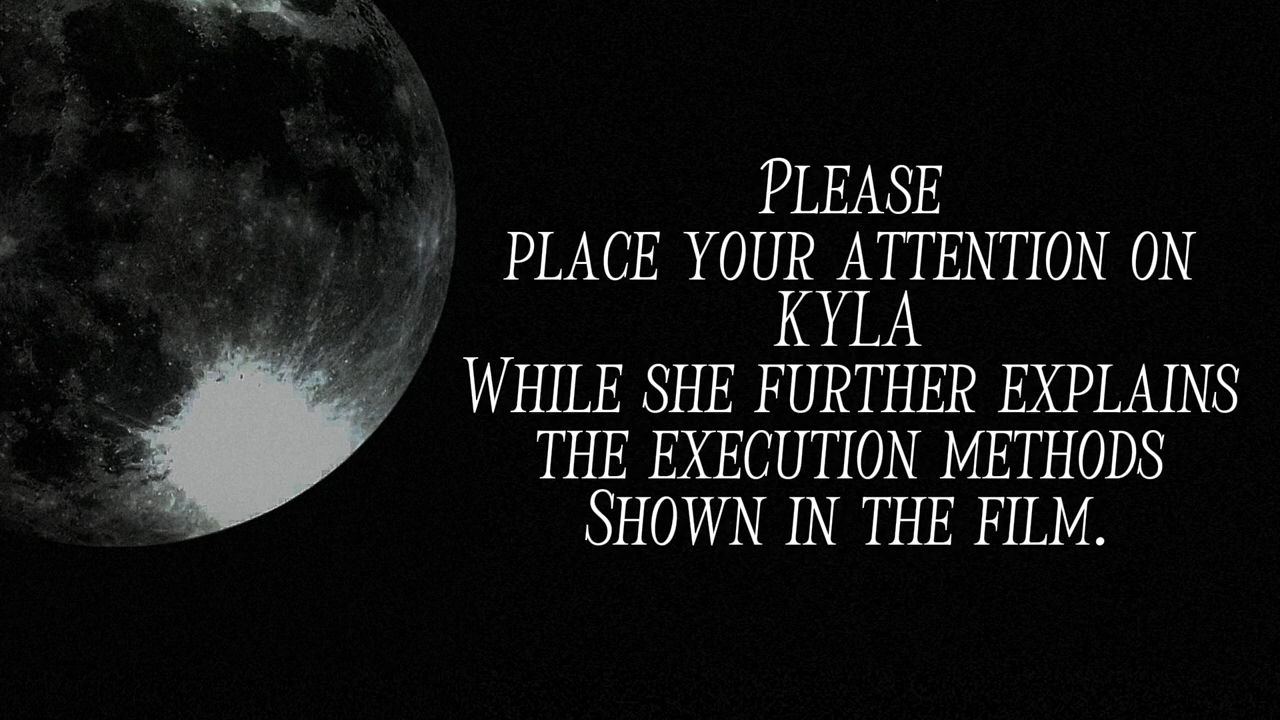 Please
place your attention on
KYLA
While she further explains
the execution methods
Shown in the film.